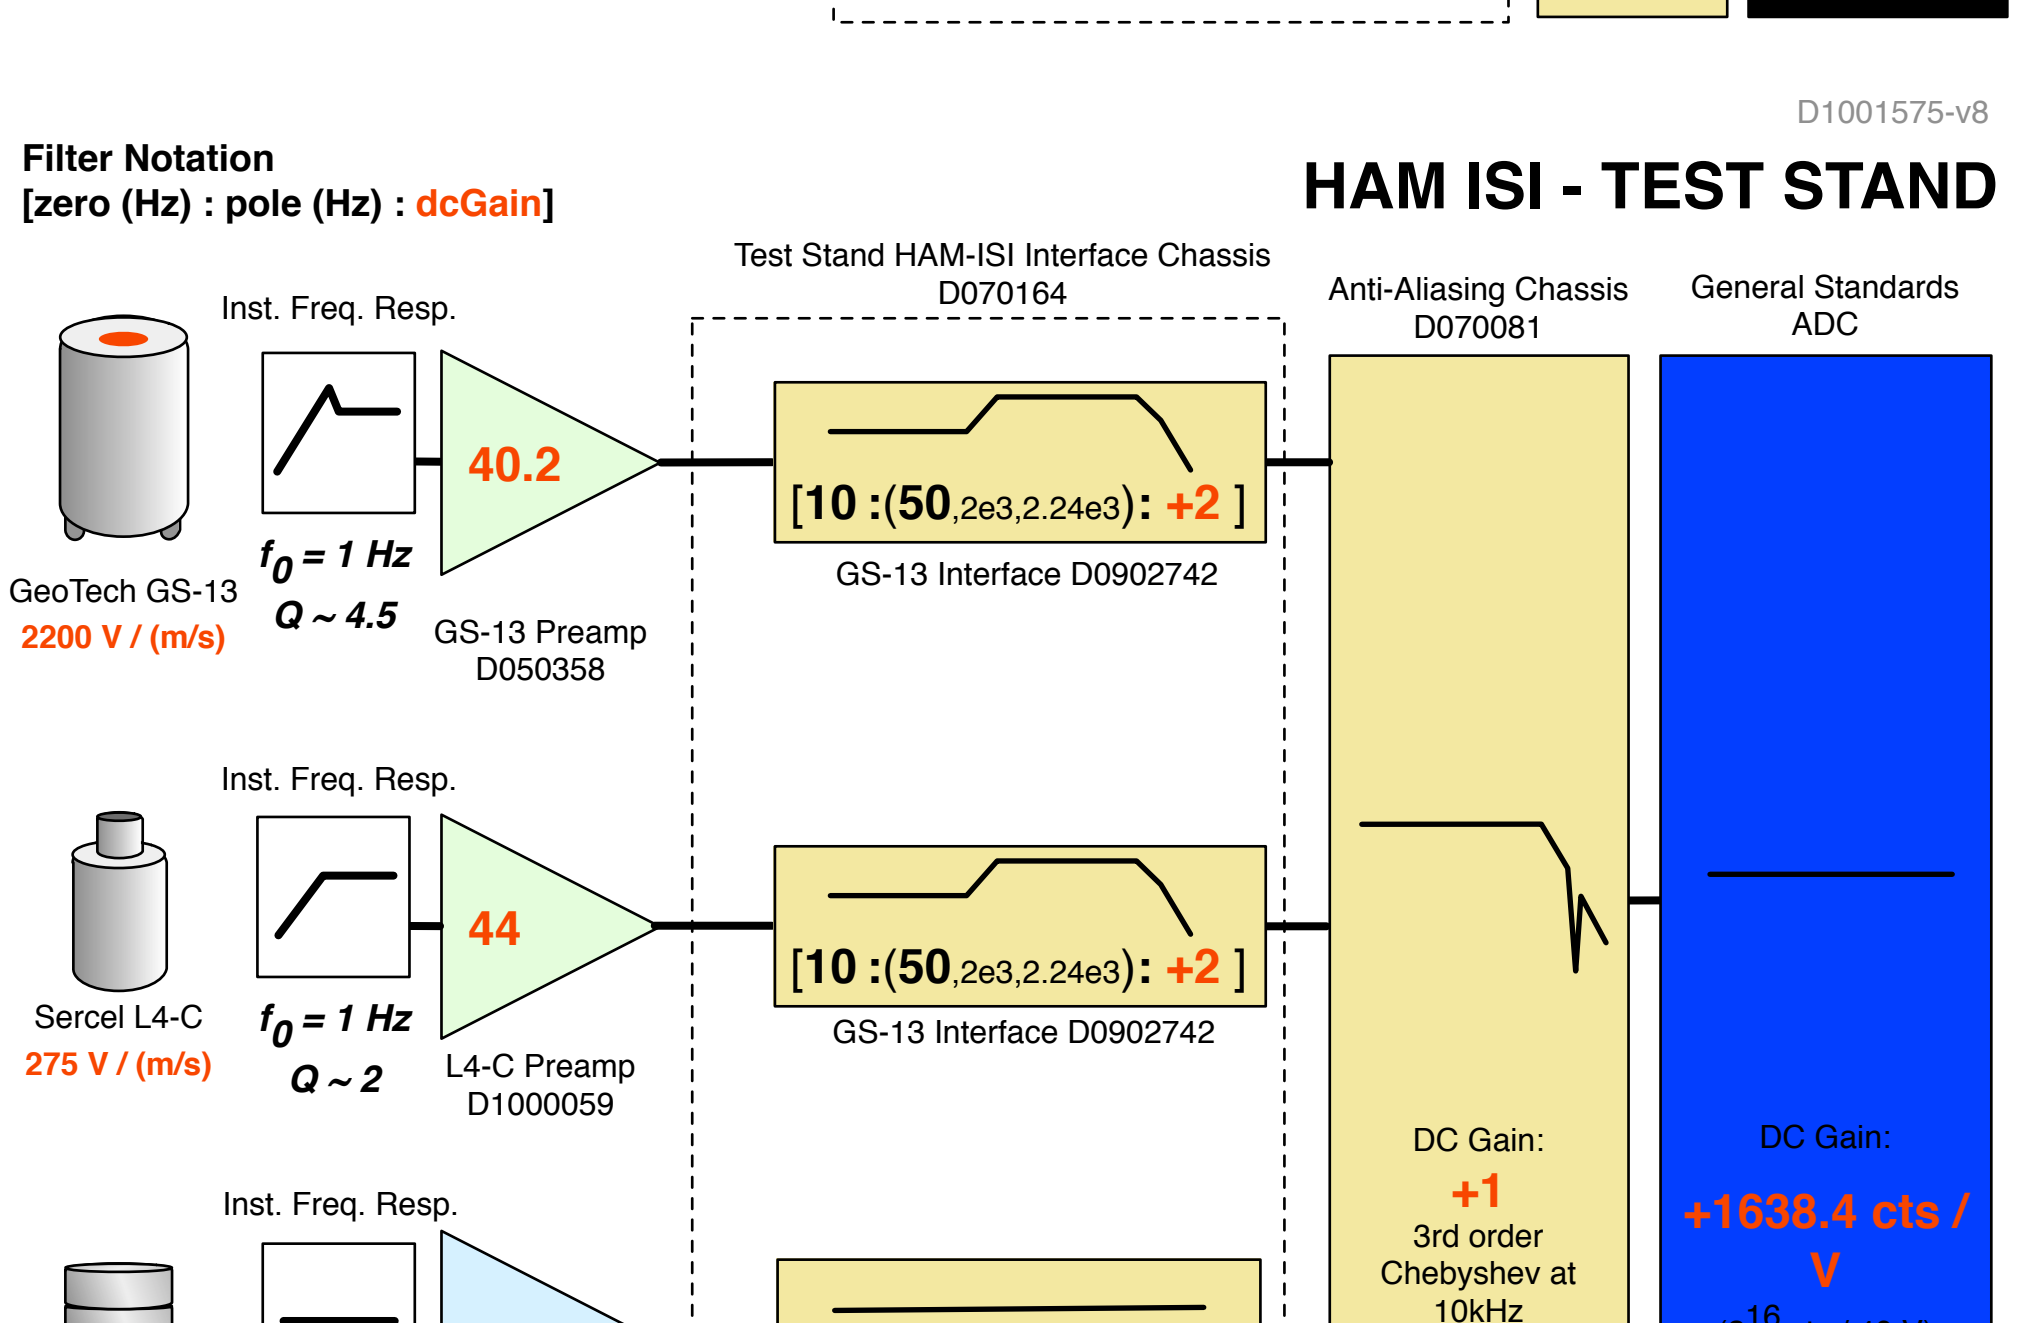 D1001575-v8
Filter Notation
[zero (Hz) : pole (Hz) : dcGain]
HAM ISI - TEST STAND
Test Stand HAM-ISI Interface Chassis
D070164
Anti-Aliasing Chassis
D070081
General Standards
ADC
Inst. Freq. Resp.
40.2
[10 :(50,2e3,2.24e3): +2 ]
GS-13 Interface D0902742
f0 = 1 Hz
Q ~ 4.5
GeoTech GS-13
2200 V / (m/s)
GS-13 Preamp
D050358
Inst. Freq. Resp.
44
[10 :(50,2e3,2.24e3): +2 ]
GS-13 Interface D0902742
Sercel L4-C
275 V / (m/s)
f0 = 1 Hz
Q ~ 2
L4-C Preamp
D1000059
Inst. Freq. Resp.
DC Gain:
+1
3rd order
Chebyshev at
10kHz
DC Gain:
+1638.4 cts /
V
16